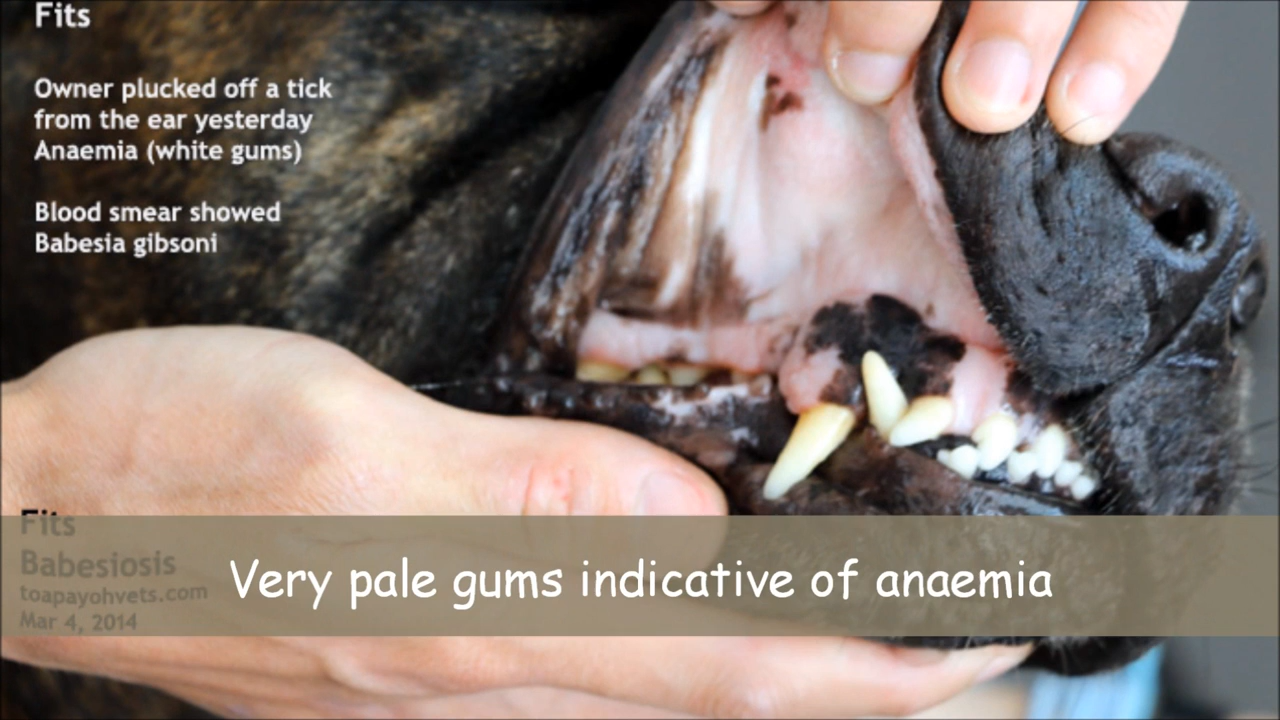 Fits
Owner plucked off a tick
from the ear yesterday
Anaemia (white gums)
Blood smear showed
Babesia gibsoni
Fits
Babesiosis
toapayohvets.com
Mar 4, 2014
Very pale gums indicative of anaemia